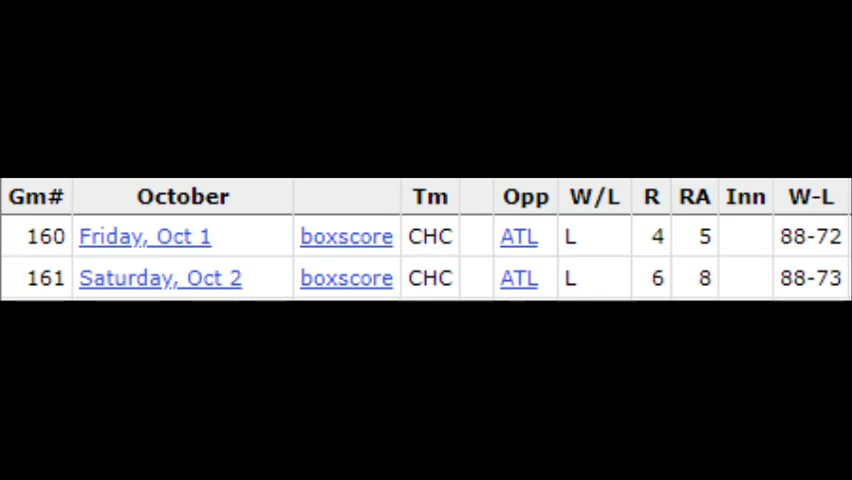 Gm# October Tm Opp W/L R RA Inn W-L
160 Friday, Oct 1 boxscore CHC ATL L 4 5 88-72
161 Saturday, Oct 2 boxscore CHC ATL L 6 8 88-73